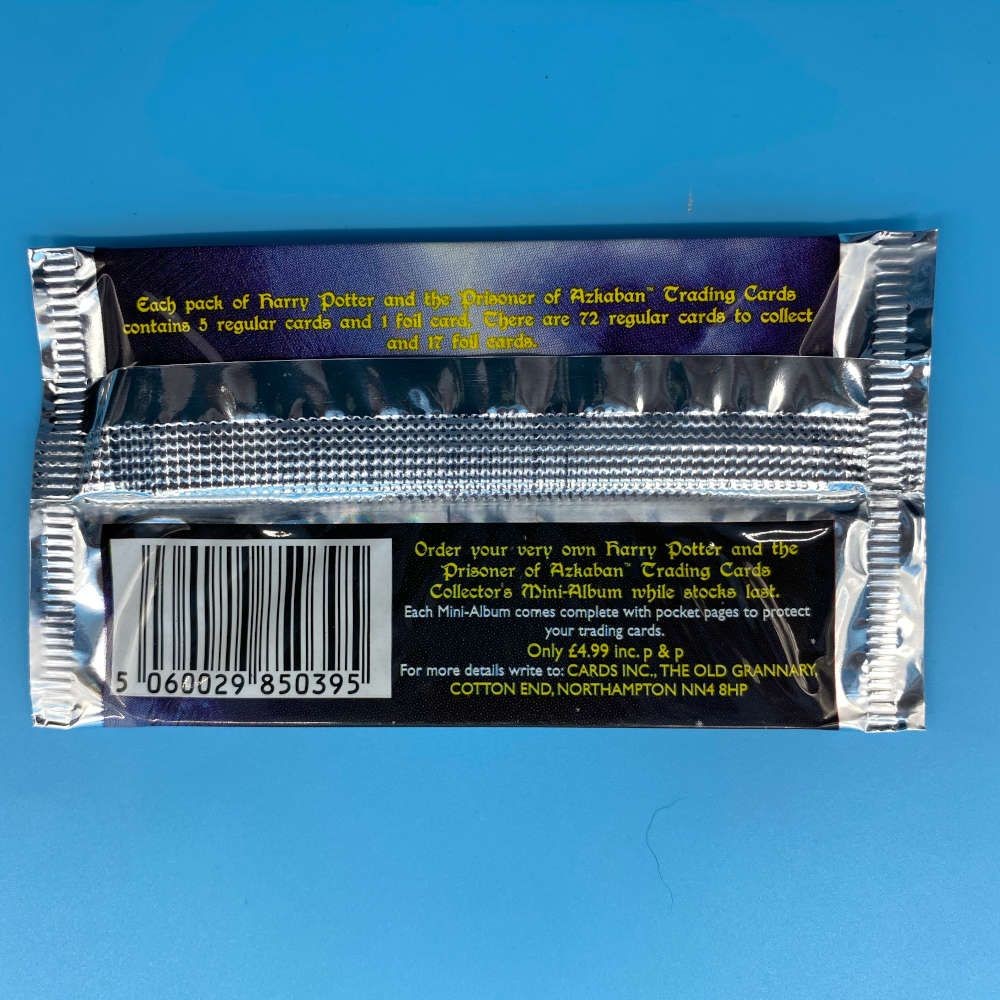 Each pack of Harry Potter and the Prisoner of Azkaban™ Trading Cards
contains 5 regular cards and 1 foil card. There are 72 regular cards to collect
and 17 foil cards.
Order your very own Harry Potter and the
Prisoner of Azkaban™ Trading Cards
Collector's Mini-Album while stocks last.
Each Mini-Album comes complete with pocket pages to protect
your trading cards.
Only £4.99 inc. p & p
For more details write to: CARDS INC., THE OLD GRANNARY,
COTTON END, NORTHAMPTON NN4 8HP
5 060029 850395